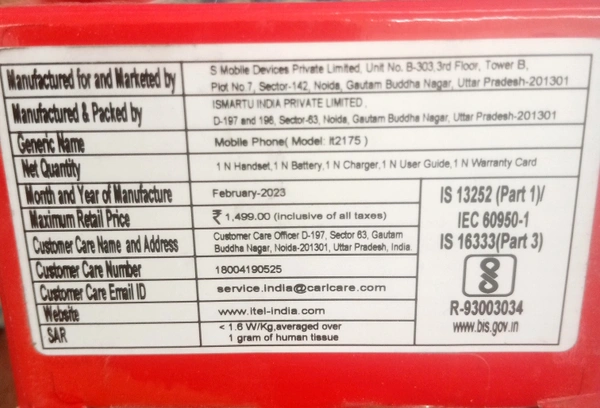 Manufactured for and Marketed by
S Mobile Devices Private Limited, Unit No. B-303,3rd Floor, Tower B,
Plot No.7, Sector-142, Noida, Gautam Buddha Nagar, Uttar Pradesh-201301
Manufactured & Packed by
ISMARTU INDIA PRIVATE LIMITED.
D-197 and 198, Sector-63, Noida, Gautam Buddha Nagar, Uttar Pradesh-201301
Generic Name
Mobile Phone( Model: It2175 )
Net Quantity
1 N Handset,1 N Battery,1 N Charger,1 N User Guide,1 N Warranty Card
Month and Year of Manufacture
February-2023
Maximum Retail Price
₹ 1,499.00 (inclusive of all taxes)
Customer Care Name and Address
Customer Care Officer D-197, Sector 63, Gautam
Buddha Nagar, Noida-201301, Uttar Pradesh, India.
Customer Care Number
18004190525
Customer Care Email ID
service.india@carlcare.com
Website
www.itel-india.com
SAR
< 1.6 W/Kg,averaged over
1 gram of human tissue
IS 13252 (Part 1)/
IEC 60950-1
IS 16333(Part 3)
R-93003034
www.bis.gov.in